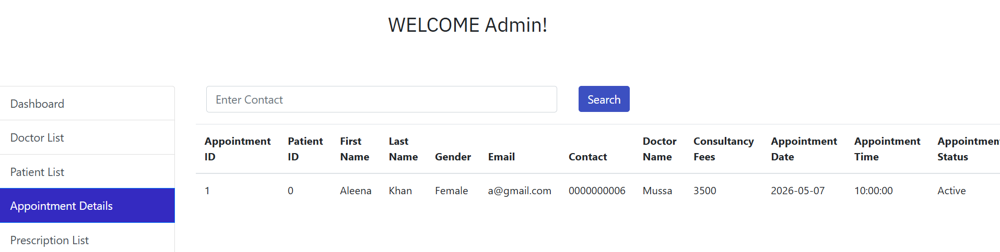 WELCOME Admin!
Dashboard
Doctor List
Patient List
Appointment Details
Prescription List
Enter Contact
Search
Appointment ID
Patient ID
First Name
Last Name
Gender
Email
Contact
Doctor Name
Consultancy Fees
Appointment Date
Appointment Time
Appointment Status
1 0 Aleena Khan Female a@gmail.com 0000000006 Mussa 3500 2026-05-07 10:00:00 Active